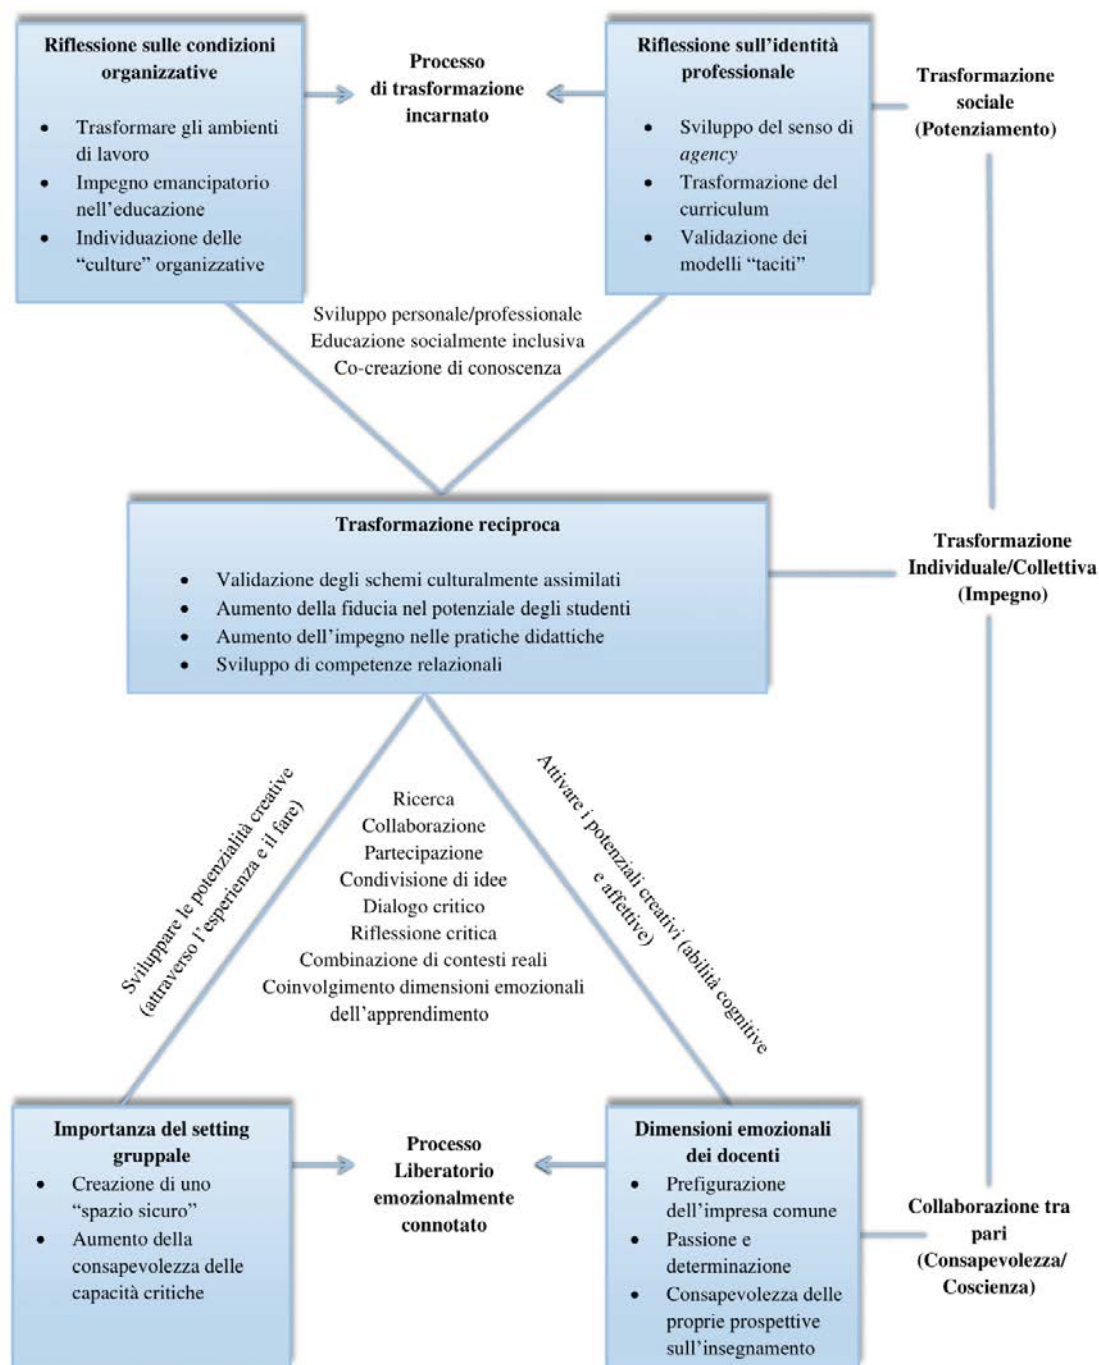 Riflessione sulle condizioni
organizzative
• Trasformare gli ambienti
di lavoro
• Impegno emancipatorio
nell’educazione
• Individuazione delle
“culture” organizzative
Processo
di trasformazione
incarnato
Riflessione sull’identità
professionale
• Sviluppo del senso di
agency
• Trasformazione del
curriculum
• Validazione dei
modelli “taciti”
Trasformazione
sociale
(Potenziamento)
Sviluppo personale/professionale
Educazione socialmente inclusiva
Co-creazione di conoscenza
Trasformazione reciproca
• Validazione degli schemi culturalmente assimilati
• Aumento della fiducia nel potenziale degli studenti
• Aumento dell’impegno nelle pratiche didattiche
• Sviluppo di competenze relazionali
Trasformazione
Individuale/Collettiva
(Impegno)
Sviluppare le potenzialità creative
(attraverso l’esperienza e il fare)
Ricerca
Collaborazione
Partecipazione
Condivisione di idee
Dialogo critico
Riflessione critica
Combinazione di contesti reali
Coinvolgimento dimensioni emozionali
dell’apprendimento
Attivare i potenziali creativi (abilità cognitive
e affettive)
Importanza del setting
gruppale
• Creazione di uno
“spazio sicuro”
• Aumento della
consapevolezza delle
capacità critiche
Processo
Liberatorio
emozionalmente
connotato
Dimensioni emozionali
dei docenti
• Prefigurazione
dell’impresa comune
• Passione e
determinazione
• Consapevolezza delle
proprie prospettive
sull’insegnamento
Collaborazione tra
pari
(Consapevolezza/
Coscienza)